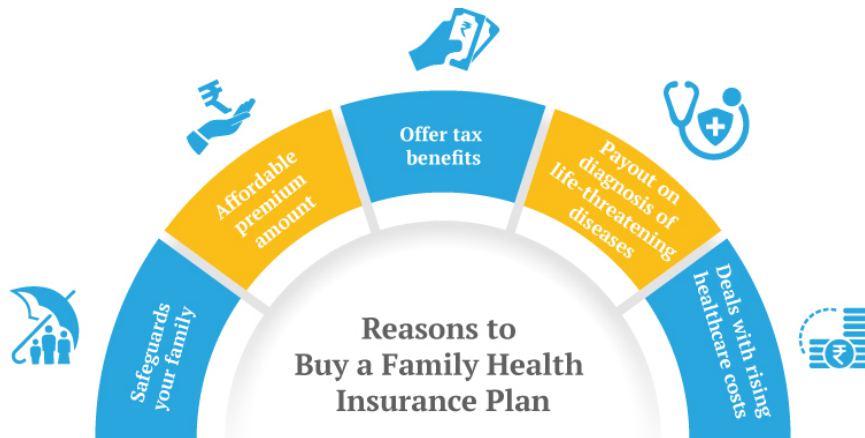 Safeguards
your family
Affordable
premium
amount
Offer tax
benefits
Payout on
diagnosis of
life-threatening
diseases
Deals with rising
healthcare costs
Reasons to
Buy a Family Health
Insurance Plan
₹
₹
₹